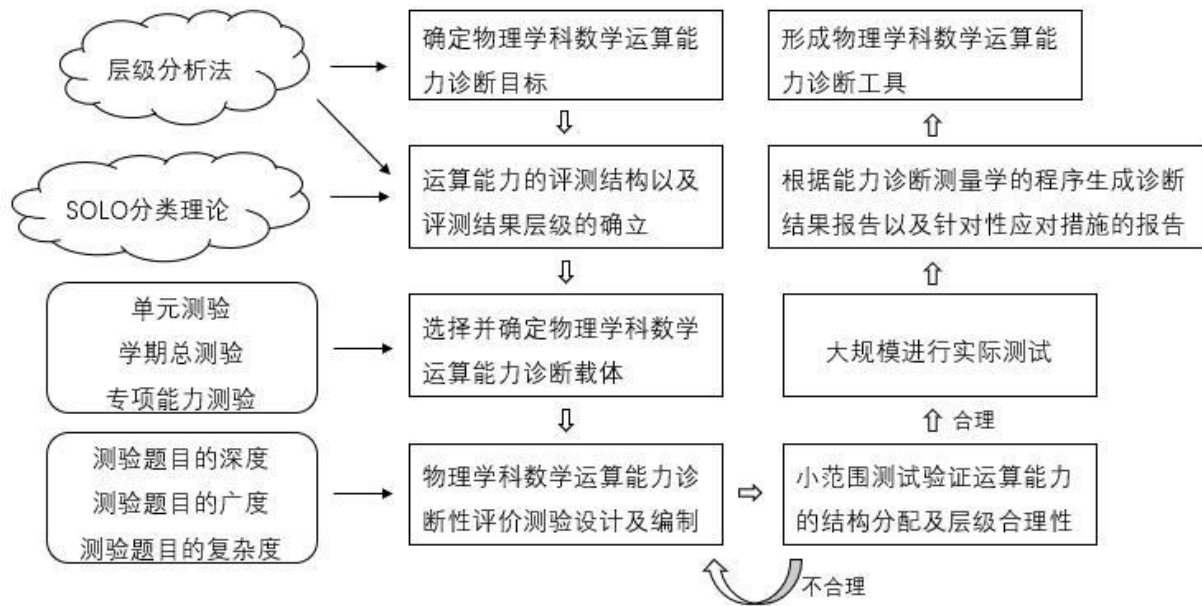 层级分析法
SOLO分类理论
单元测验
学期总测验
专项能力测验
测验题目的深度
测验题目的广度
测验题目的复杂度
确定物理学科数学运算能
力诊断目标
运算能力的评测结构以及
评测结果层级的确立
选择并确定物理学科数学
运算能力诊断载体
物理学科数学运算能力诊
断性评价测验设计及编制
不合理
小范围测试验证运算能力
的结构分配及层级合理性
合理
大规模进行实际测试
根据能力诊断测量学的程序生成诊断
结果报告以及针对性应对措施的报告
形成物理学科数学运算能
力诊断工具